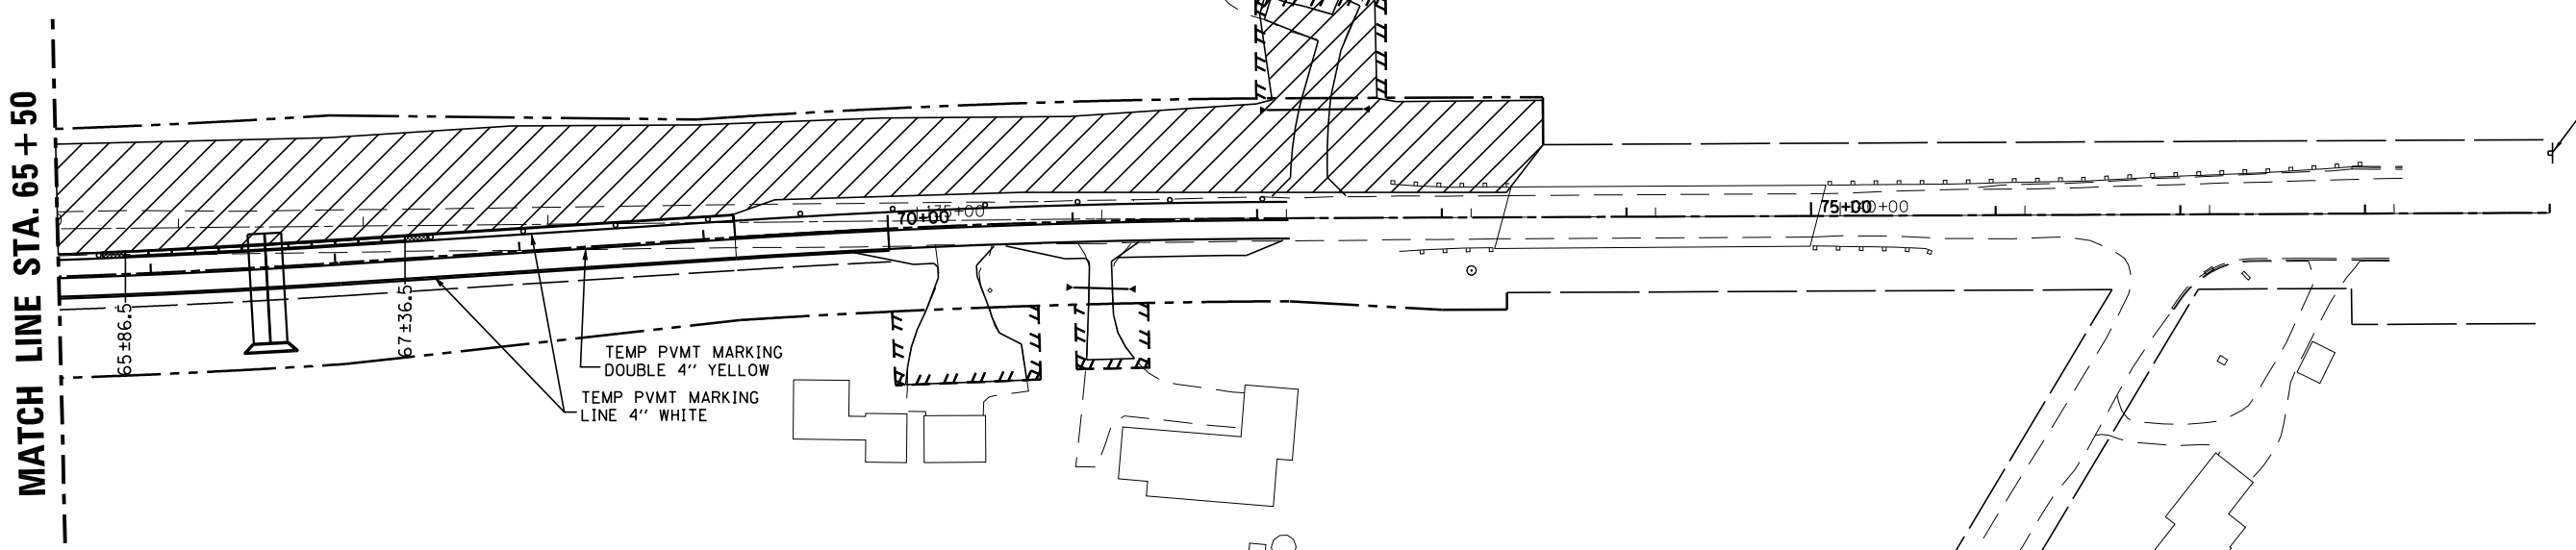 MATCH LINE STA. 65+50
65±86.5
67±36.5
TEMP PVMT MARKING
DOUBLE 4'' YELLOW
TEMP PVMT MARKING
LINE 4'' WHITE
70+00
75+00